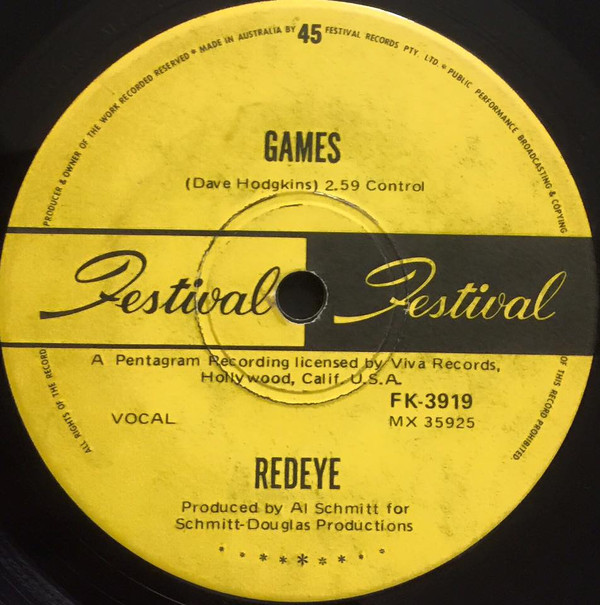 PRODUCER & OWNER OF THE WORK RECORDED RESERVED * MADE IN AUSTRALIA BY 45 FESTIVAL RECORDS PTY. LTD. * PUBLIC PERFORMANCE BROADCASTING & COPYING
GAMES
(Dave Hodgkins) 2.59 Control
Festival Festival
A Pentagram Recording licensed by Viva Records,
Hollywood, Calif. U.S.A.
FK-3919
VOCAL MX 35925
ALL RIGHTS OF THE RECORD
OF THIS RECORD PROHIBITED
REDEYE
Produced by Al Schmitt for
Schmitt-Douglas Productions